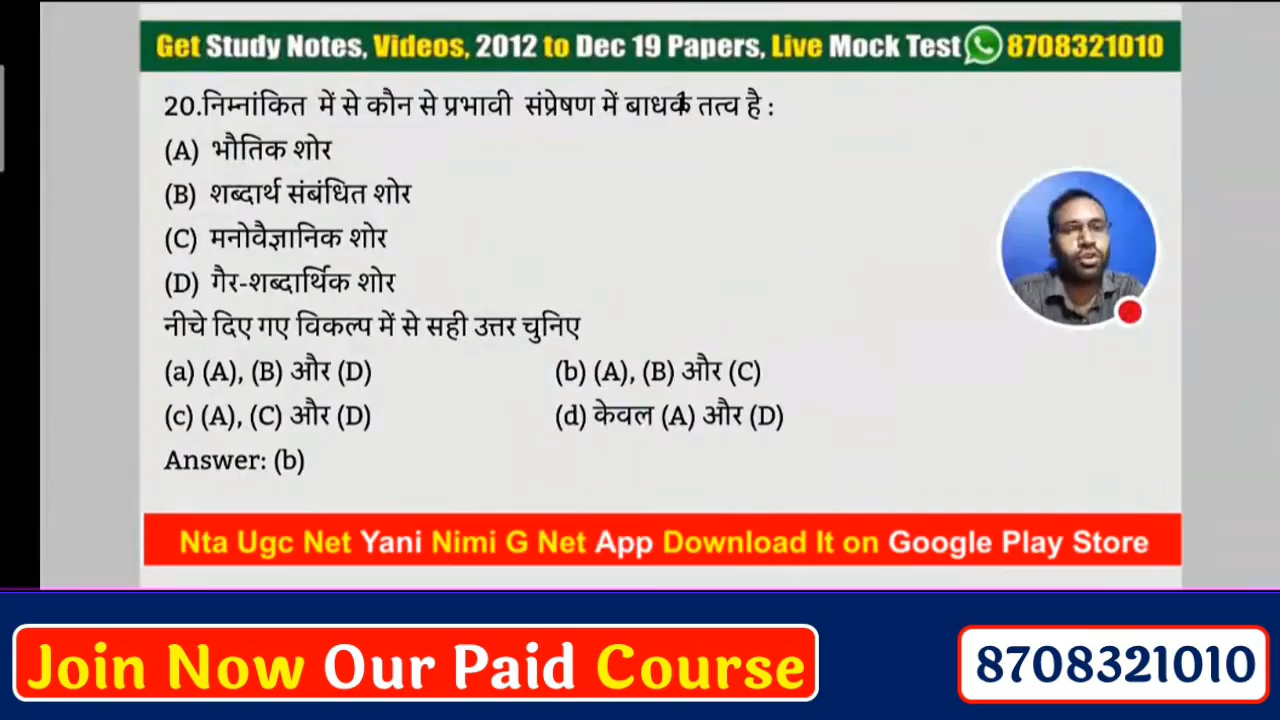 Get Study Notes, Videos, 2012 to Dec 19 Papers, Live Mock Test 8708321010
20.निम्नांकित में से कौन से प्रभावी संप्रेषण में बाधक तत्व है :
(A) भौतिक शोर
(B) शब्दार्थ संबंधित शोर
(C) मनोवैज्ञानिक शोर
(D) गैर-शब्दार्थिक शोर
नीचे दिए गए विकल्प में से सही उत्तर चुनिए
(a) (A), (B) और (D) (b) (A), (B) और (C)
(c) (A), (C) और (D) (d) केवल (A) और (D)
Answer: (b)
Nta Ugc Net Yani Nimi G Net App Download It on Google Play Store
Join Now Our Paid Course 8708321010